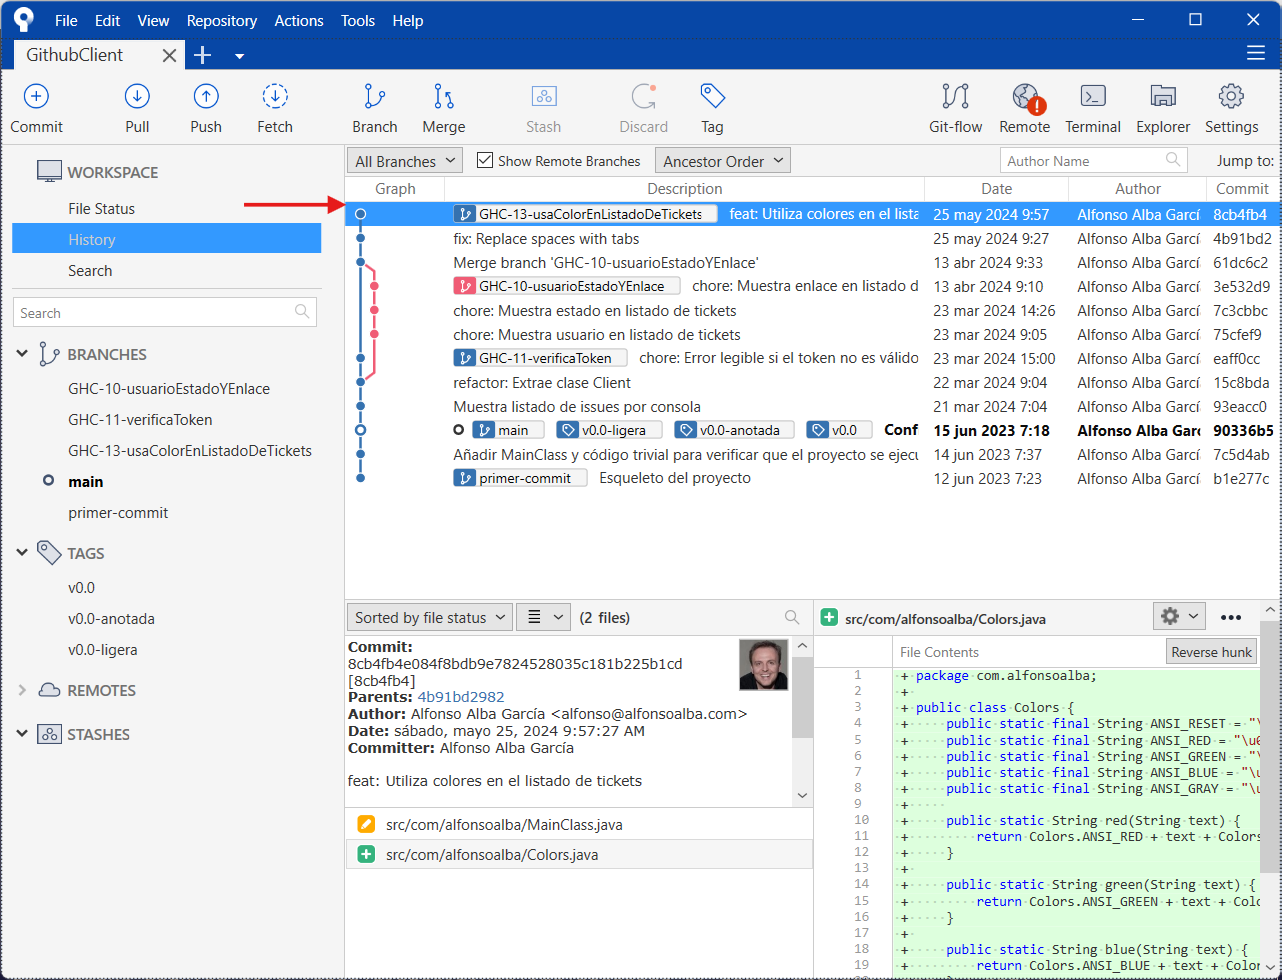 File Edit View Repository Actions Tools Help
GithubClient
Commit Pull Push Fetch Branch Merge Stash Discard Tag Git-flow Remote Terminal Explorer Settings
WORKSPACE
File Status
History
Search
Search
BRANCHES
GHC-10-usuarioEstadoYEnlace
GHC-11-verificaToken
GHC-13-usaColorEnListadoDeTickets
main
primer-commit
TAGS
v0.0
v0.0-anotada
v0.0-ligera
REMOTES
STASHES
All Branches Show Remote Branches Ancestor Order Author Name Jump to:
Graph Description Date Author Commit
GHC-13-usaColorEnListadoDeTickets feat: Utiliza colores en el lista 25 may 2024 9:57 Alfonso Alba Garcí 8cb4fb4
fix: Replace spaces with tabs 25 may 2024 9:27 Alfonso Alba Garcí 4b91bd2
Merge branch 'GHC-10-usuarioEstadoYEnlace' 13 abr 2024 9:33 Alfonso Alba Garcí 61dc6c2
GHC-10-usuarioEstadoYEnlace chore: Muestra enlace en listado d 13 abr 2024 9:10 Alfonso Alba Garcí 3e532d9
chore: Muestra estado en listado de tickets 23 mar 2024 14:26 Alfonso Alba Garcí 7c3cbbc
chore: Muestra usuario en listado de tickets 23 mar 2024 9:05 Alfonso Alba Garcí 75cfef9
GHC-11-verificaToken chore: Error legible si el token no es válido 23 mar 2024 15:00 Alfonso Alba Garcí eaff0cc
refactor: Extrae clase Client 22 mar 2024 9:04 Alfonso Alba Garcí 15c8bda
Muestra listado de issues por consola 21 mar 2024 7:04 Alfonso Alba Garcí 93eacc0
main v0.0-ligera v0.0-anotada v0.0 Conf 15 jun 2023 7:18 Alfonso Alba Garc 90336b5
Añadir MainClass y código trivial para verificar que el proyecto se ejecu 14 jun 2023 7:37 Alfonso Alba Garcí 7c5d4ab
primer-commit Esqueleto del proyecto 12 jun 2023 7:23 Alfonso Alba Garcí b1e277c
Sorted by file status (2 files)
Commit:
8cb4fb4e084f8bdb9e7824528035c181b225b1cd
[8cb4fb4]
Parents: 4b91bd2982
Author: Alfonso Alba García <alfonso@alfonsoalba.com>
Date: sábado, mayo 25, 2024 9:57:27 AM
Committer: Alfonso Alba García
feat: Utiliza colores en el listado de tickets
src/com/alfonsoalba/MainClass.java
src/com/alfonsoalba/Colors.java
src/com/alfonsoalba/Colors.java
File Contents Reverse hunk
1 + package com.alfonsoalba;
2 +
3 + public class Colors {
4 + public static final String ANSI_RESET = "\
5 + public static final String ANSI_RED = "\u
6 + public static final String ANSI_GREEN = "\
7 + public static final String ANSI_BLUE = "\u
8 + public static final String ANSI_GRAY = "\u
9 +
10 + public static String red(String text) {
11 + return Colors.ANSI_RED + text + Colors
12 + }
13 +
14 + public static String green(String text) {
15 + return Colors.ANSI_GREEN + text + Colo
16 + }
17 +
18 + public static String blue(String text) {
19 + return Colors.ANSI_BLUE + text + Color